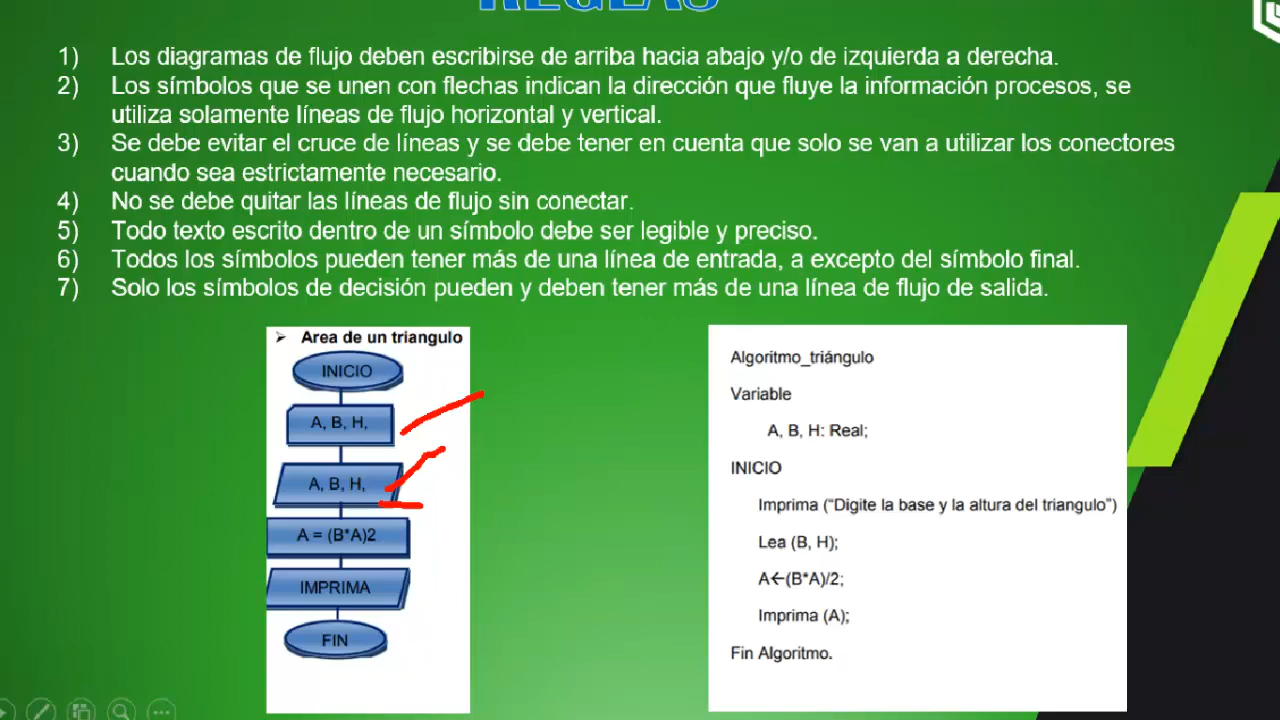 REGLAS
1) Los diagramas de flujo deben escribirse de arriba hacia abajo y/o de izquierda a derecha.
2) Los símbolos que se unen con flechas indican la dirección que fluye la información procesos, se
utiliza solamente líneas de flujo horizontal y vertical.
3) Se debe evitar el cruce de líneas y se debe tener en cuenta que solo se van a utilizar los conectores
cuando sea estrictamente necesario.
4) No se debe quitar las líneas de flujo sin conectar.
5) Todo texto escrito dentro de un símbolo debe ser legible y preciso.
6) Todos los símbolos pueden tener más de una línea de entrada, a excepto del símbolo final.
7) Solo los símbolos de decisión pueden y deben tener más de una línea de flujo de salida.
➢ Area de un triangulo
INICIO
A, B, H,
A, B, H,
A = (B*A)2
IMPRIMA
FIN
Algoritmo_triángulo
Variable
A, B, H: Real;
INICIO
Imprima (“Digite la base y la altura del triangulo”)
Lea (B, H);
A←(B*A)/2;
Imprima (A);
Fin Algoritmo.